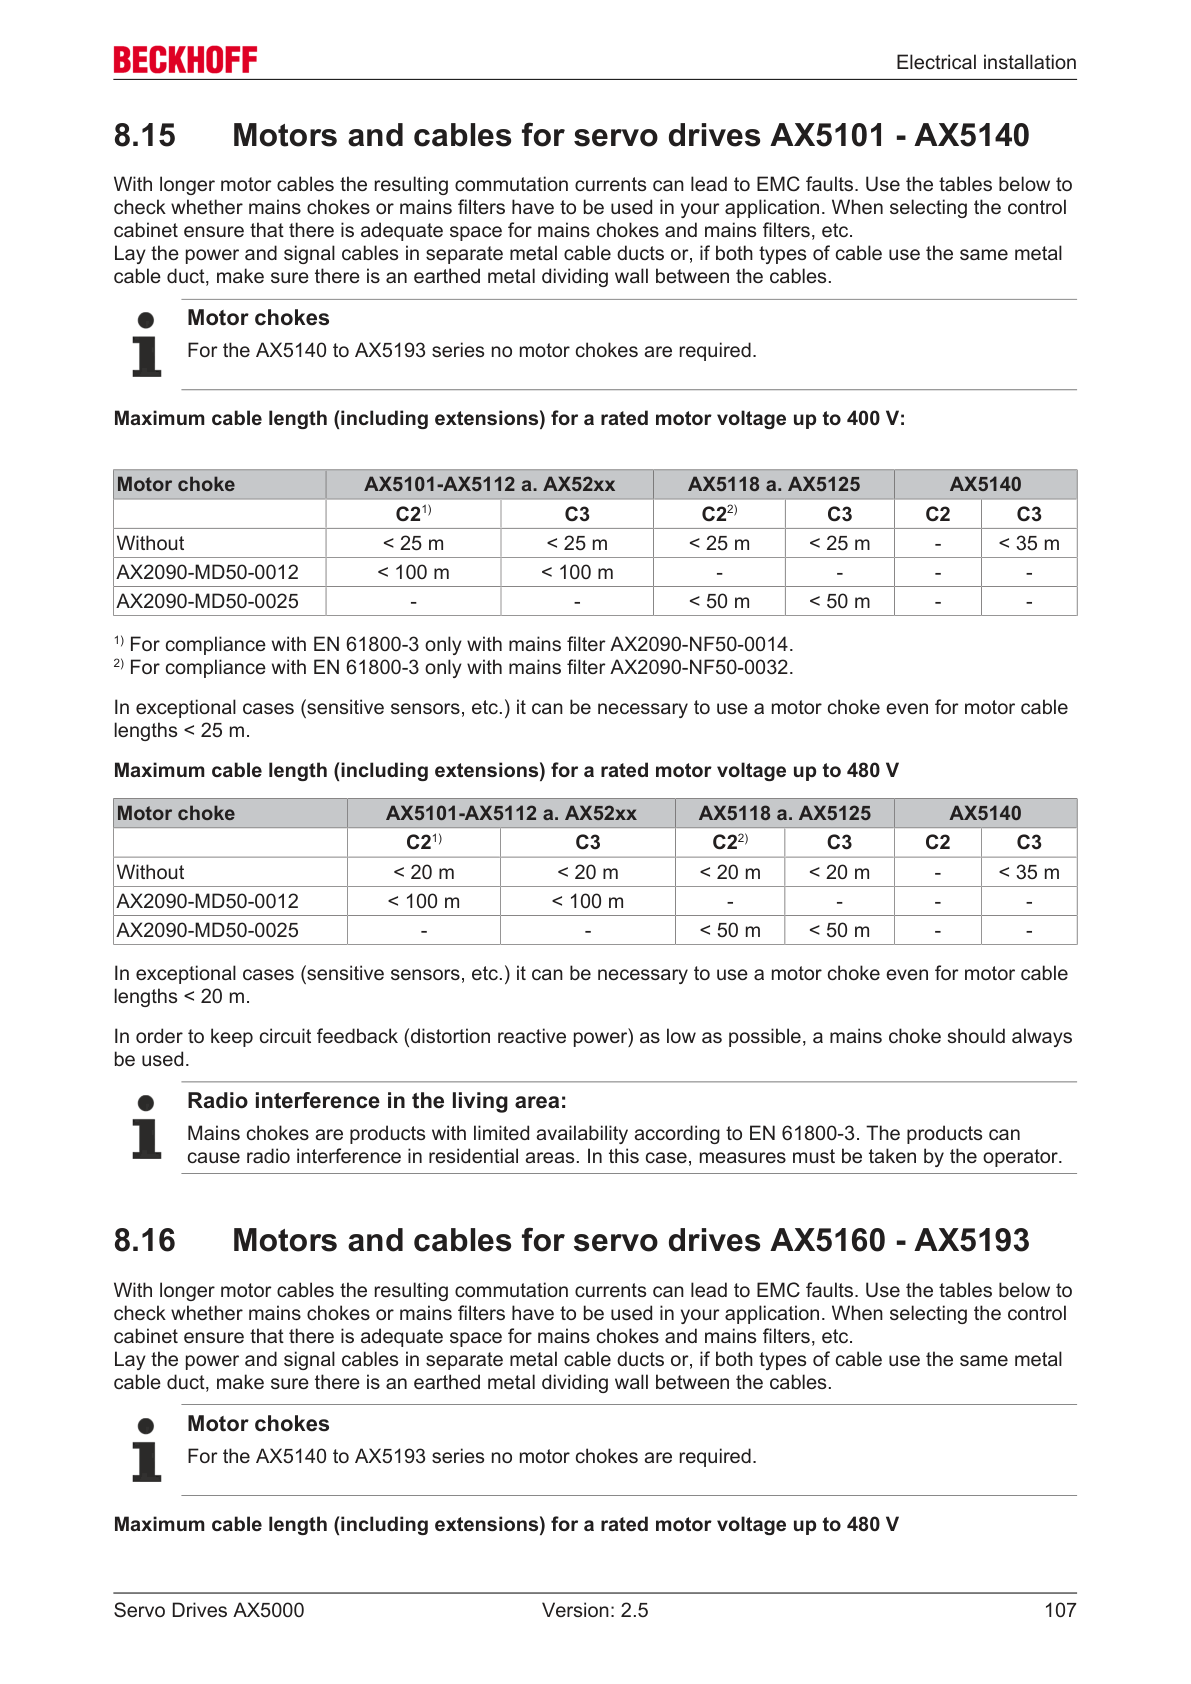 BECKHOFF
Electrical installation
8.15 Motors and cables for servo drives AX5101 - AX5140
With longer motor cables the resulting commutation currents can lead to EMC faults. Use the tables below to
check whether mains chokes or mains filters have to be used in your application. When selecting the control
cabinet ensure that there is adequate space for mains chokes and mains filters, etc.
Lay the power and signal cables in separate metal cable ducts or, if both types of cable use the same metal
cable duct, make sure there is an earthed metal dividing wall between the cables.
Motor chokes
For the AX5140 to AX5193 series no motor chokes are required.
Maximum cable length (including extensions) for a rated motor voltage up to 400 V:
Motor choke AX5101-AX5112 a. AX52xx AX5118 a. AX5125 AX5140
C2¹⁾ C3 C2²⁾ C3 C2 C3
Without < 25 m < 25 m < 25 m < 25 m - < 35 m
AX2090-MD50-0012 < 100 m < 100 m - - - -
AX2090-MD50-0025 - - < 50 m < 50 m - -
¹⁾ For compliance with EN 61800-3 only with mains filter AX2090-NF50-0014.
²⁾ For compliance with EN 61800-3 only with mains filter AX2090-NF50-0032.
In exceptional cases (sensitive sensors, etc.) it can be necessary to use a motor choke even for motor cable
lengths < 25 m.
Maximum cable length (including extensions) for a rated motor voltage up to 480 V
Motor choke AX5101-AX5112 a. AX52xx AX5118 a. AX5125 AX5140
C2¹⁾ C3 C2²⁾ C3 C2 C3
Without < 20 m < 20 m < 20 m < 20 m - < 35 m
AX2090-MD50-0012 < 100 m < 100 m - - - -
AX2090-MD50-0025 - - < 50 m < 50 m - -
In exceptional cases (sensitive sensors, etc.) it can be necessary to use a motor choke even for motor cable
lengths < 20 m.
In order to keep circuit feedback (distortion reactive power) as low as possible, a mains choke should always
be used.
Radio interference in the living area:
Mains chokes are products with limited availability according to EN 61800-3. The products can
cause radio interference in residential areas. In this case, measures must be taken by the operator.
8.16 Motors and cables for servo drives AX5160 - AX5193
With longer motor cables the resulting commutation currents can lead to EMC faults. Use the tables below to
check whether mains chokes or mains filters have to be used in your application. When selecting the control
cabinet ensure that there is adequate space for mains chokes and mains filters, etc.
Lay the power and signal cables in separate metal cable ducts or, if both types of cable use the same metal
cable duct, make sure there is an earthed metal dividing wall between the cables.
Motor chokes
For the AX5140 to AX5193 series no motor chokes are required.
Maximum cable length (including extensions) for a rated motor voltage up to 480 V
Servo Drives AX5000 Version: 2.5 107